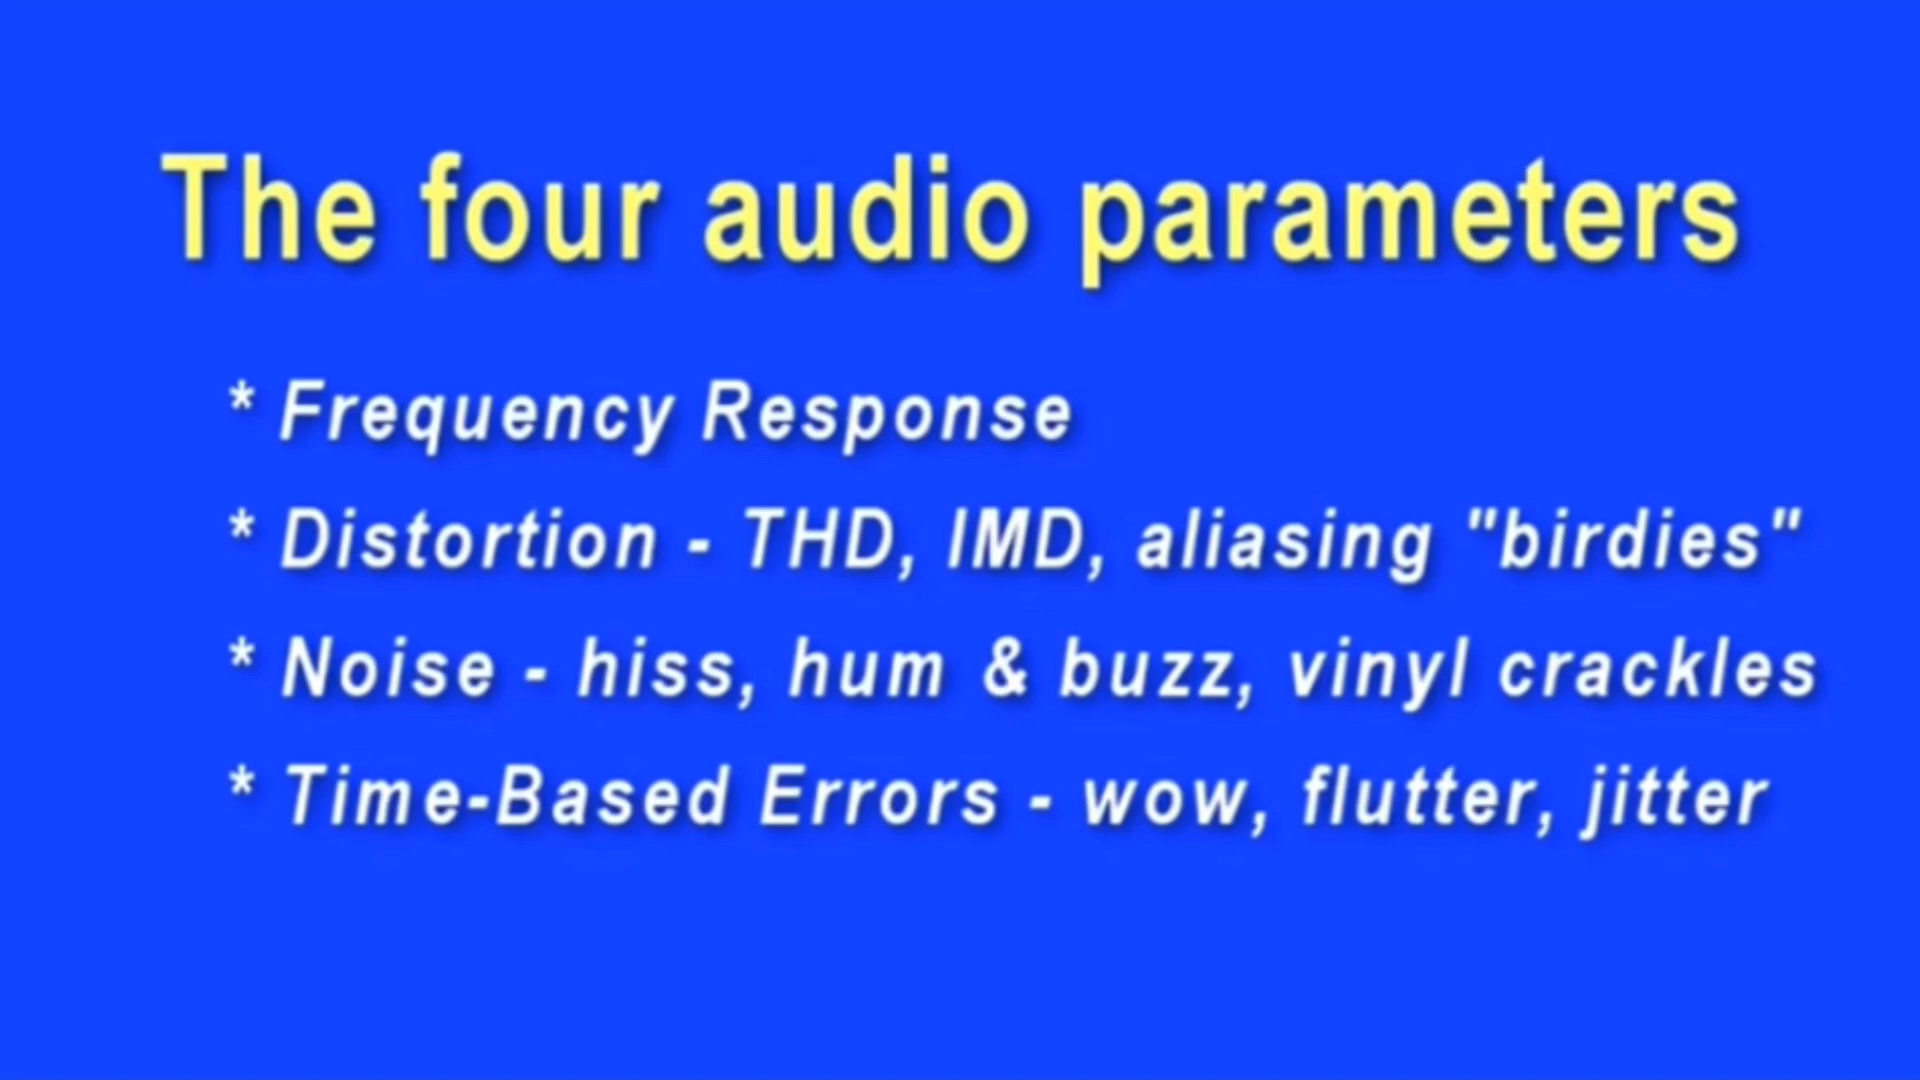 The four audio parameters
* Frequency Response
* Distortion - THD, IMD, aliasing "birdies"
* Noise - hiss, hum & buzz, vinyl crackles
* Time-Based Errors - wow, flutter, jitter